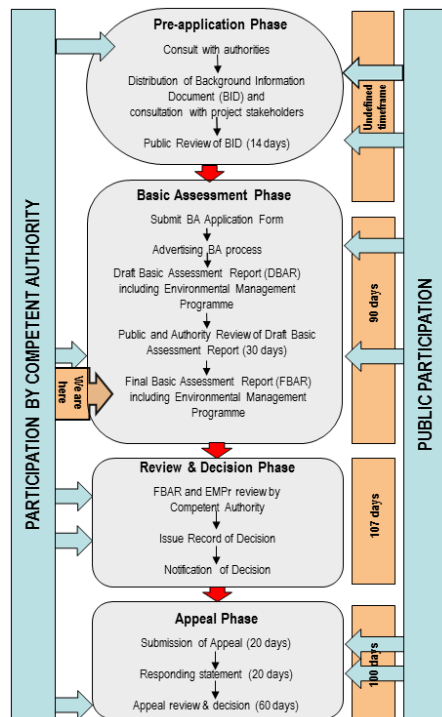 Pre-application Phase
Consult with authorities
Distribution of Background Information
Document (BID) and
consultation with project stakeholders
Public Review of BID (14 days)
Undefined
timeframe
Basic Assessment Phase
Submit BA Application Form
Advertising BA process
Draft Basic Assessment Report (DBAR)
including Environmental Management
Programme
Public and Authority Review of Draft Basic
Assessment Report (30 days)
Final Basic Assessment Report (FBAR)
including Environmental Management
Programme
90 days
We are
here
Review & Decision Phase
FBAR and EMPr review by
Competent Authority
Issue Record of Decision
Notification of Decision
107 days
Appeal Phase
Submission of Appeal (20 days)
Responding statement (20 days)
Appeal review & decision (60 days)
100 days
PARTICIPATION BY COMPETENT AUTHORITY
PUBLIC PARTICIPATION